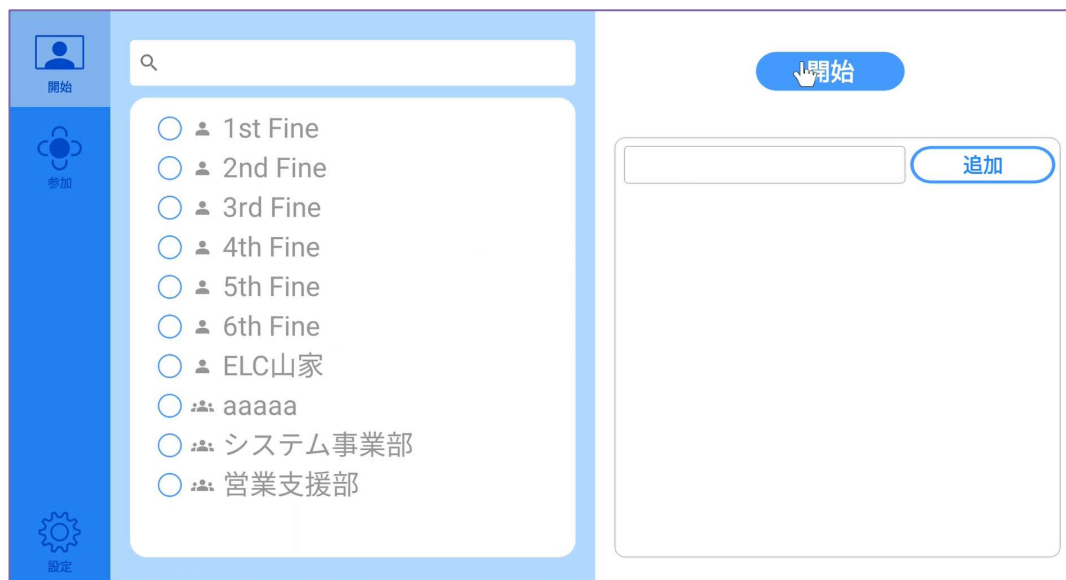 開始
参加
設定
1st Fine
2nd Fine
3rd Fine
4th Fine
5th Fine
6th Fine
ELC山家
aaaaa
システム事業部
営業支援部
開始
追加